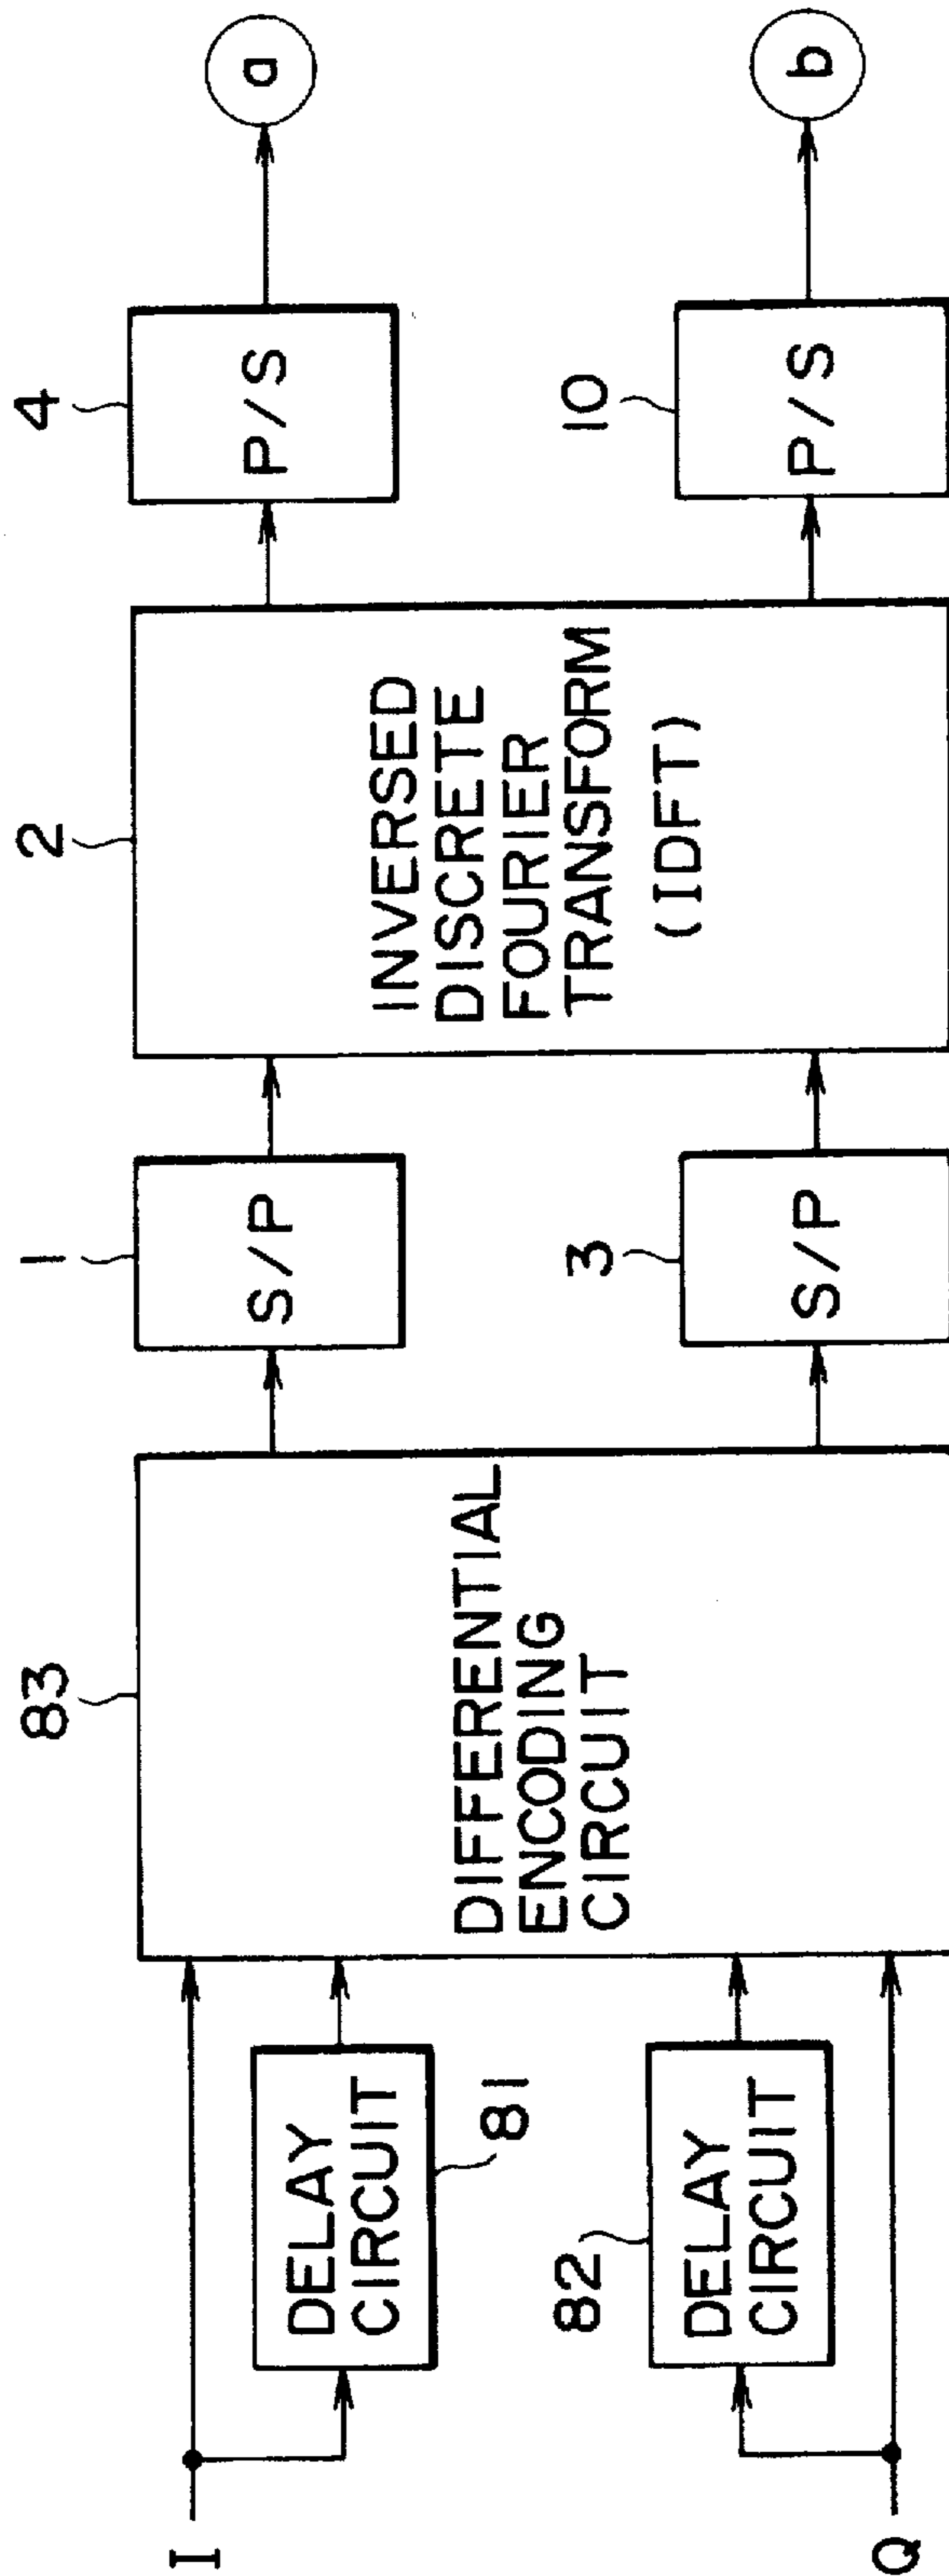 I
Q
DELAY
CIRCUIT
81
82
DELAY
CIRCUIT
83
DIFFERENTIAL
ENCODING
CIRCUIT
1
S/P
3
S/P
2
INVERSED
DISCRETE
FOURIER
TRANSFORM
(IDFT)
4
P/S
10
P/S
a
b